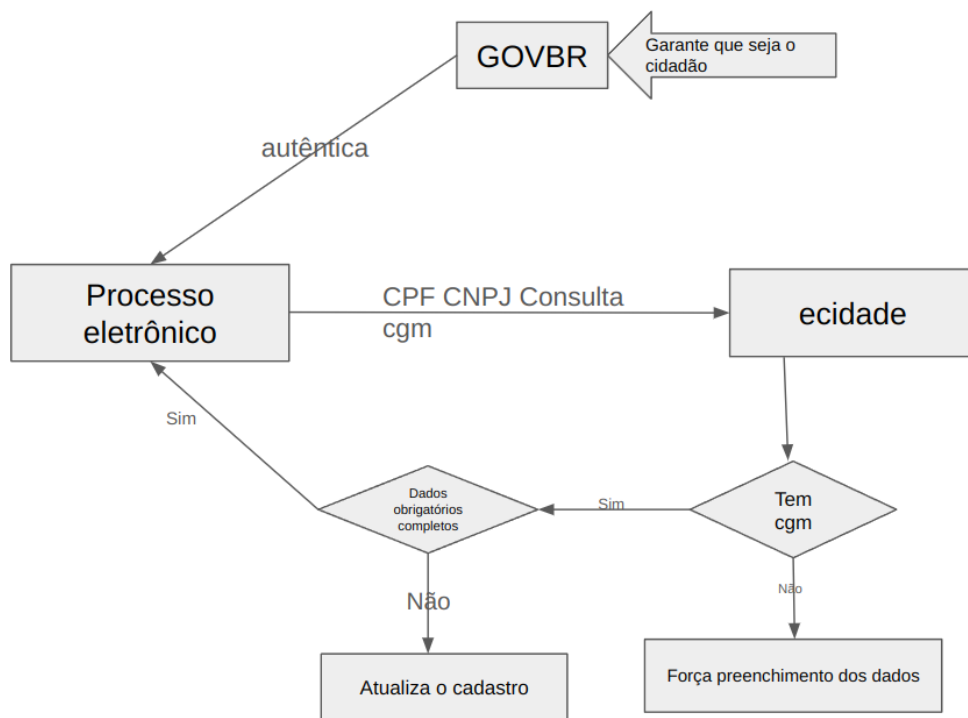 GOVBR
Garante que seja o
cidadão
autêntica
Processo
eletrônico
CPF CNPJ Consulta
cgm
ecidade
Sim
Dados
obrigatórios
completos
Sim
Tem
cgm
Não
Não
Atualiza o cadastro
Força preenchimento dos dados